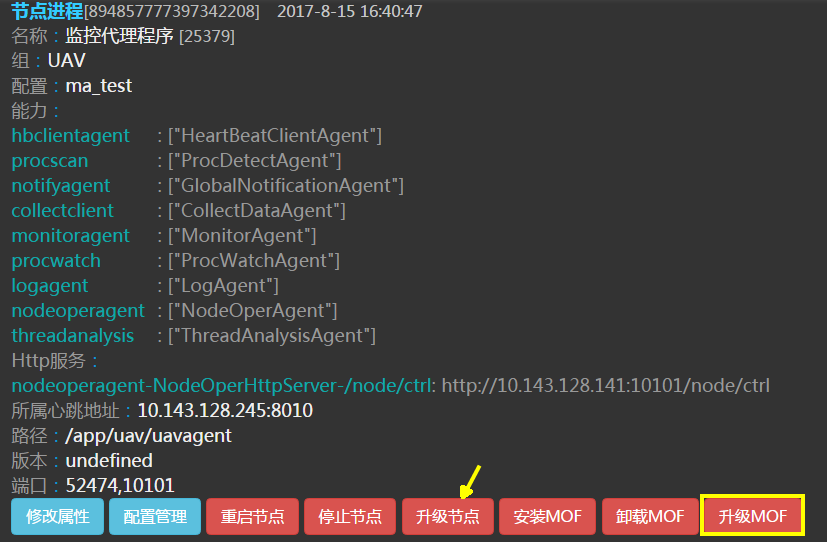 节点进程[894857777397342208] 2017-8-15 16:40:47
名称：监控代理程序 [25379]
组：UAV
配置：ma_test
能力：
hbclientagent : ["HeartBeatClientAgent"]
procscan : ["ProcDetectAgent"]
notifyagent : ["GlobalNotificationAgent"]
collectclient : ["CollectDataAgent"]
monitoragent : ["MonitorAgent"]
procwatch : ["ProcWatchAgent"]
logagent : ["LogAgent"]
nodeoperagent : ["NodeOperAgent"]
threadanalysis : ["ThreadAnalysisAgent"]
Http服务：
nodeoperagent-NodeOperHttpServer-/node/ctrl: http://10.143.128.141:10101/node/ctrl
所属心跳地址：10.143.128.245:8010
路径：/app/uav/uavagent
版本：undefined
端口：52474,10101
修改属性 配置管理 重启节点 停止节点 升级节点 安装MOF 卸载MOF 升级MOF